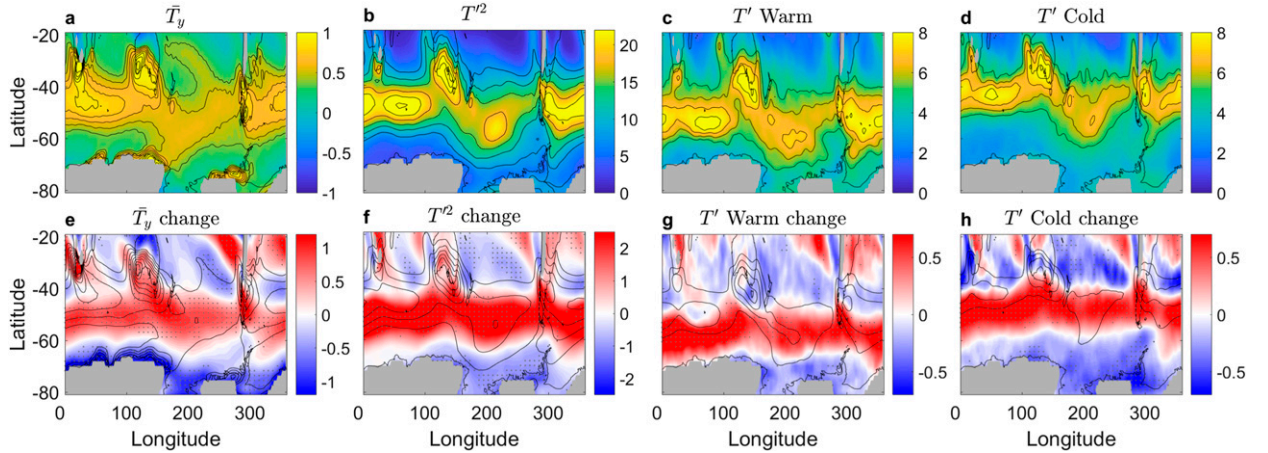 a T̄y
b T′²
c T′ Warm
d T′ Cold
Latitude
-20
-40
-60
-80
1
0.5
0
-0.5
-1
20
15
10
5
0
8
6
4
2
0
8
6
4
2
0
e T̄y change
f T′² change
g T′ Warm change
h T′ Cold change
Latitude
-20
-40
-60
-80
1
0.5
0
-0.5
-1
2
1
0
-1
-2
0.5
0
-0.5
0.5
0
-0.5
0 100 200 300
0 100 200 300
0 100 200 300
0 100 200 300
Longitude
Longitude
Longitude
Longitude